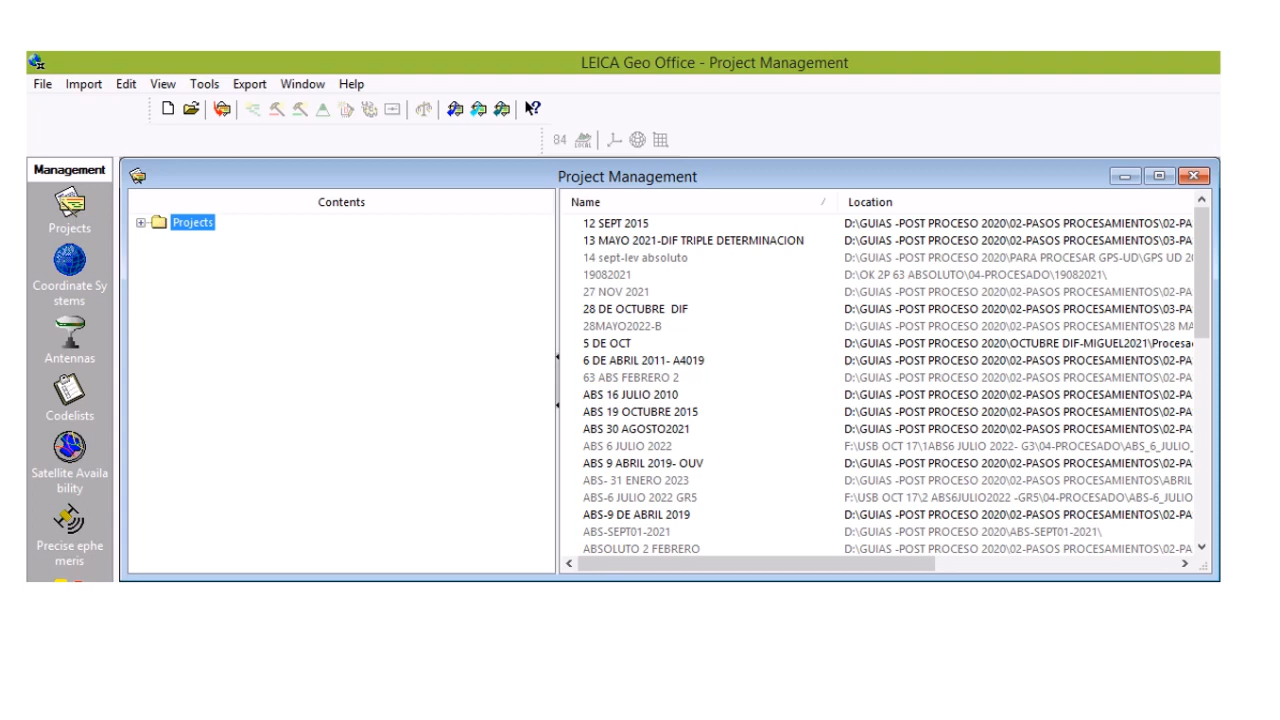 LEICA Geo Office - Project Management
File Import Edit View Tools Export Window Help
84 LOCAL
Management
Projects
Coordinate Sy
stems
Antennas
Codelists
Satellite Availa
bility
Precise ephe
meris
Project Management
Contents
Projects
Name / Location
12 SEPT 2015 D:\GUIAS -POST PROCESO 2020\02-PASOS PROCESAMIENTOS\02-PA
13 MAYO 2021-DIF TRIPLE DETERMINACION D:\GUIAS -POST PROCESO 2020\02-PASOS PROCESAMIENTOS\03-PA
14 sept-lev absoluto D:\GUIAS -POST PROCESO 2020\PARA PROCESAR GPS-UD\GPS UD 20
19082021 D:\OK 2P 63 ABSOLUTO\04-PROCESADO\19082021\
27 NOV 2021 D:\GUIAS -POST PROCESO 2020\02-PASOS PROCESAMIENTOS\02-PA
28 DE OCTUBRE DIF D:\GUIAS -POST PROCESO 2020\02-PASOS PROCESAMIENTOS\03-PA
28MAYO2022-B D:\GUIAS -POST PROCESO 2020\02-PASOS PROCESAMIENTOS\28 MA
5 DE OCT D:\GUIAS -POST PROCESO 2020\OCTUBRE DIF-MIGUEL2021\Procesa
6 DE ABRIL 2011- A4019 D:\GUIAS -POST PROCESO 2020\02-PASOS PROCESAMIENTOS\02-PA
63 ABS FEBRERO 2 D:\GUIAS -POST PROCESO 2020\02-PASOS PROCESAMIENTOS\02-PA
ABS 16 JULIO 2010 D:\GUIAS -POST PROCESO 2020\02-PASOS PROCESAMIENTOS\02-PA
ABS 19 OCTUBRE 2015 D:\GUIAS -POST PROCESO 2020\02-PASOS PROCESAMIENTOS\02-PA
ABS 30 AGOSTO2021 D:\GUIAS -POST PROCESO 2020\02-PASOS PROCESAMIENTOS\02-PA
ABS 6 JULIO 2022 F:\USB OCT 17\1ABS6 JULIO 2022- G3\04-PROCESADO\ABS_6_JULIO_
ABS 9 ABRIL 2019- OUV D:\GUIAS -POST PROCESO 2020\02-PASOS PROCESAMIENTOS\02-PA
ABS- 31 ENERO 2023 D:\GUIAS -POST PROCESO 2020\02-PASOS PROCESAMIENTOS\ABRIL
ABS-6 JULIO 2022 GR5 F:\USB OCT 17\2 ABS6JULIO2022 -GR5\04-PROCESADO\ABS-6_JULIO
ABS-9 DE ABRIL 2019 D:\GUIAS -POST PROCESO 2020\02-PASOS PROCESAMIENTOS\02-PA
ABS-SEPT01-2021 D:\GUIAS -POST PROCESO 2020\ABS-SEPT01-2021\
ABSOLUTO 2 FEBRERO D:\GUIAS -POST PROCESO 2020\02-PASOS PROCESAMIENTOS\02-PA